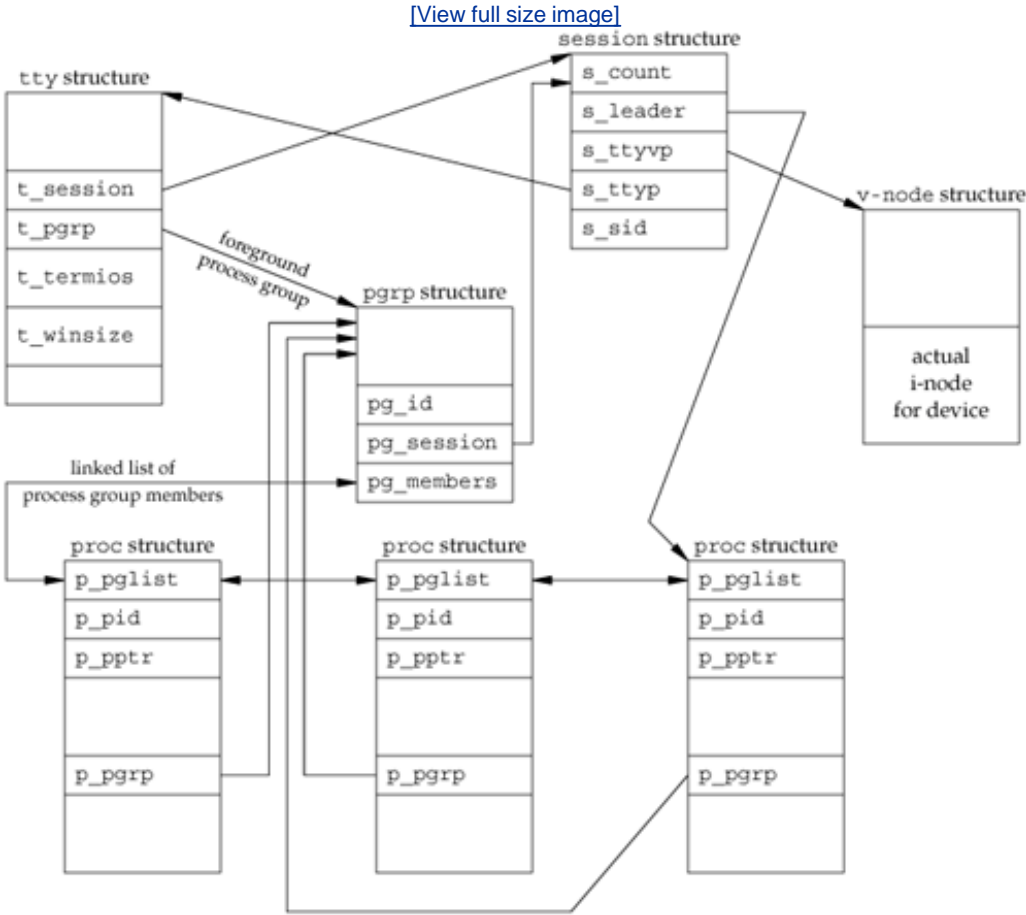 [View full size image]
session structure
s_count
s_leader
s_ttyvp
s_ttyp
s_sid
tty structure
t_session
t_pgrp
t_termios
t_winsize
foreground
process group
v-node structure
actual
i-node
for device
pgrp structure
pg_id
pg_session
pg_members
linked list of
process group members
proc structure
p_pglist
p_pid
p_pptr
p_pgrp
proc structure
p_pglist
p_pid
p_pptr
p_pgrp
proc structure
p_pglist
p_pid
p_pptr
p_pgrp